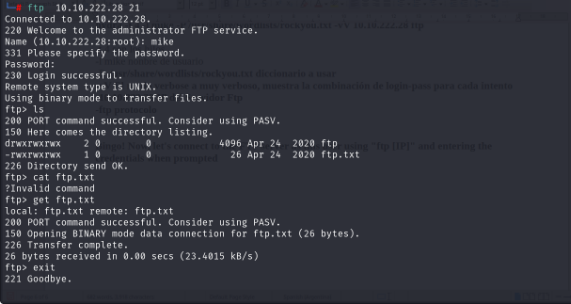 ftp 10.10.222.28 21
Connected to 10.10.222.28.
220 Welcome to the administrator FTP service.
Name (10.10.222.28:root): mike
331 Please specify the password.
Password:
230 Login successful.
Remote system type is UNIX.
Using binary mode to transfer files.
ftp> ls
200 PORT command successful. Consider using PASV.
150 Here comes the directory listing.
drwxrwxrwx    2 0        0            4096 Apr 24  2020 ftp
-rwxrwxrwx    1 0        0              26 Apr 24  2020 ftp.txt
226 Directory send OK.
ftp> cat ftp.txt
?Invalid command
ftp> get ftp.txt
local: ftp.txt remote: ftp.txt
200 PORT command successful. Consider using PASV.
150 Opening BINARY mode data connection for ftp.txt (26 bytes).
226 Transfer complete.
26 bytes received in 0.00 secs (23.4015 kB/s)
ftp> exit
221 Goodbye.